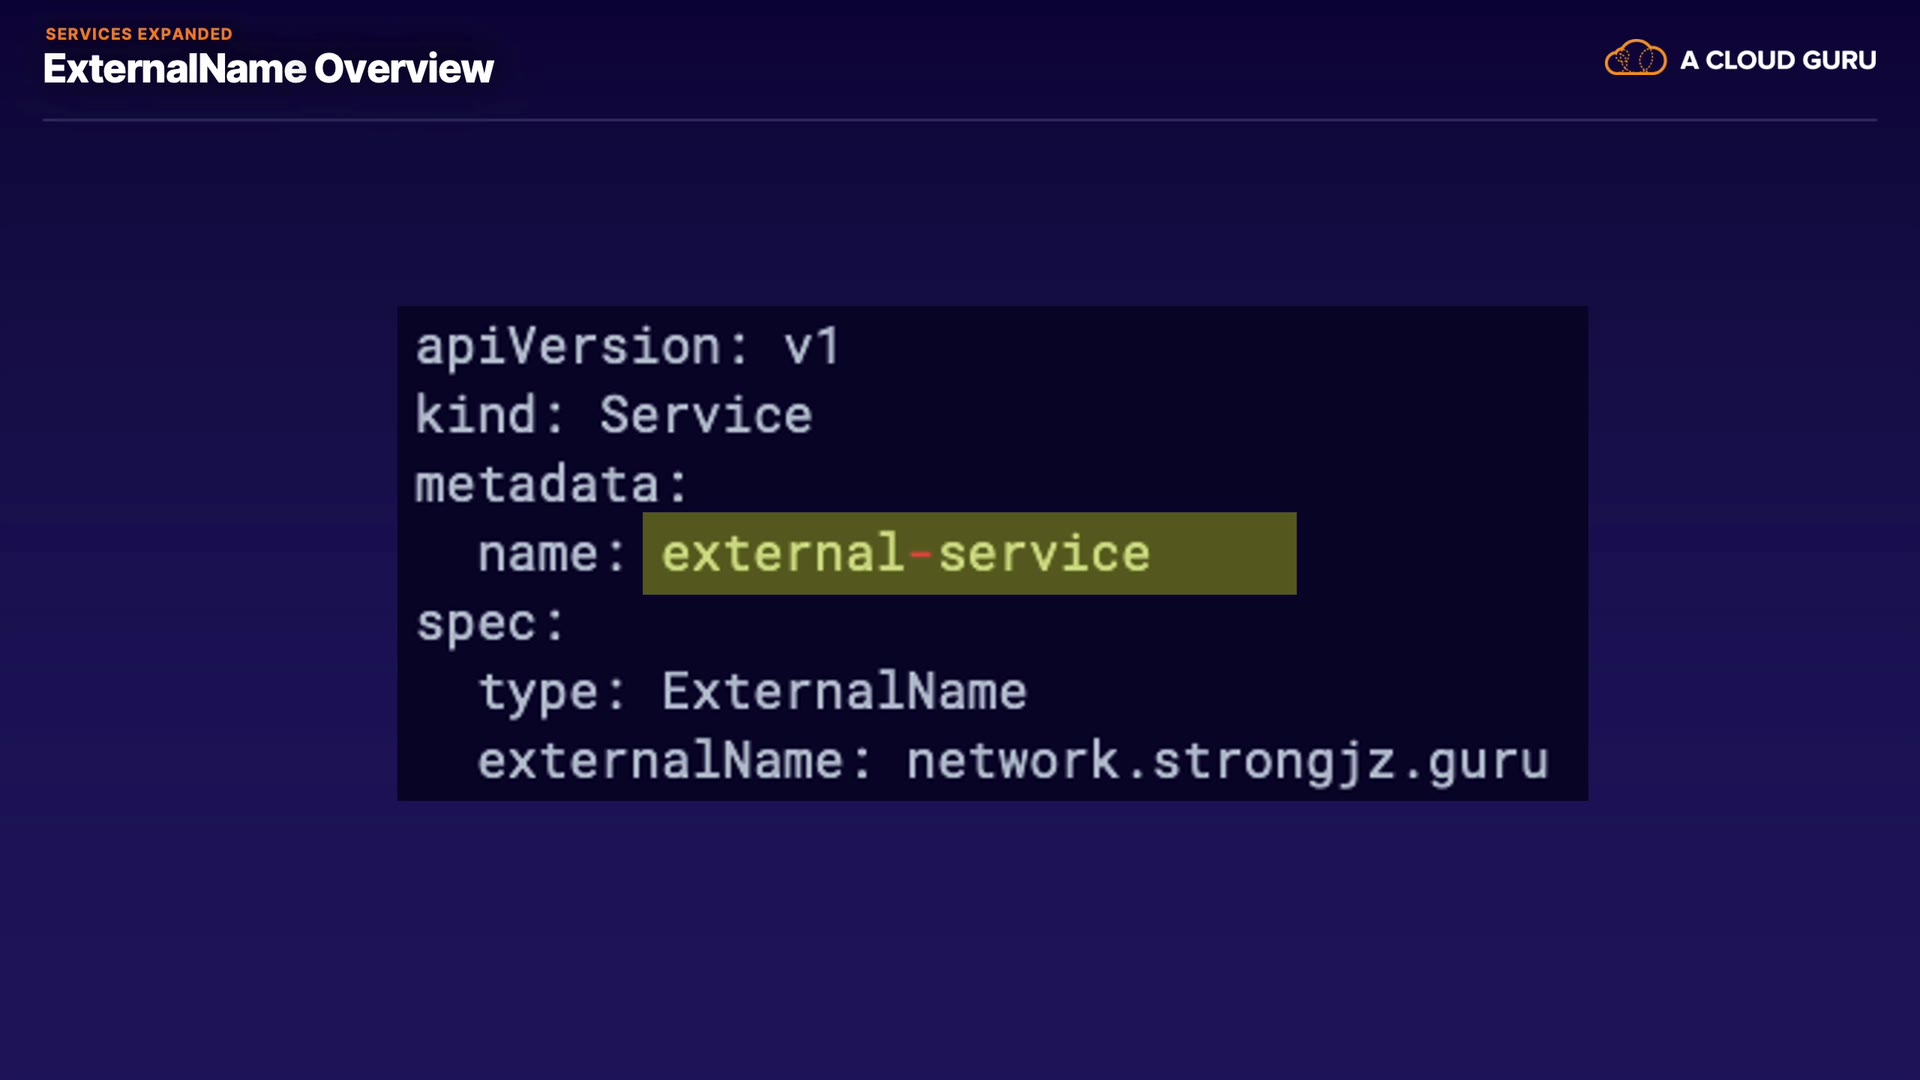 SERVICES EXPANDED
ExternalName Overview
A CLOUD GURU
apiVersion: v1
kind: Service
metadata:
  name: external-service
spec:
  type: ExternalName
  externalName: network.strongjz.guru